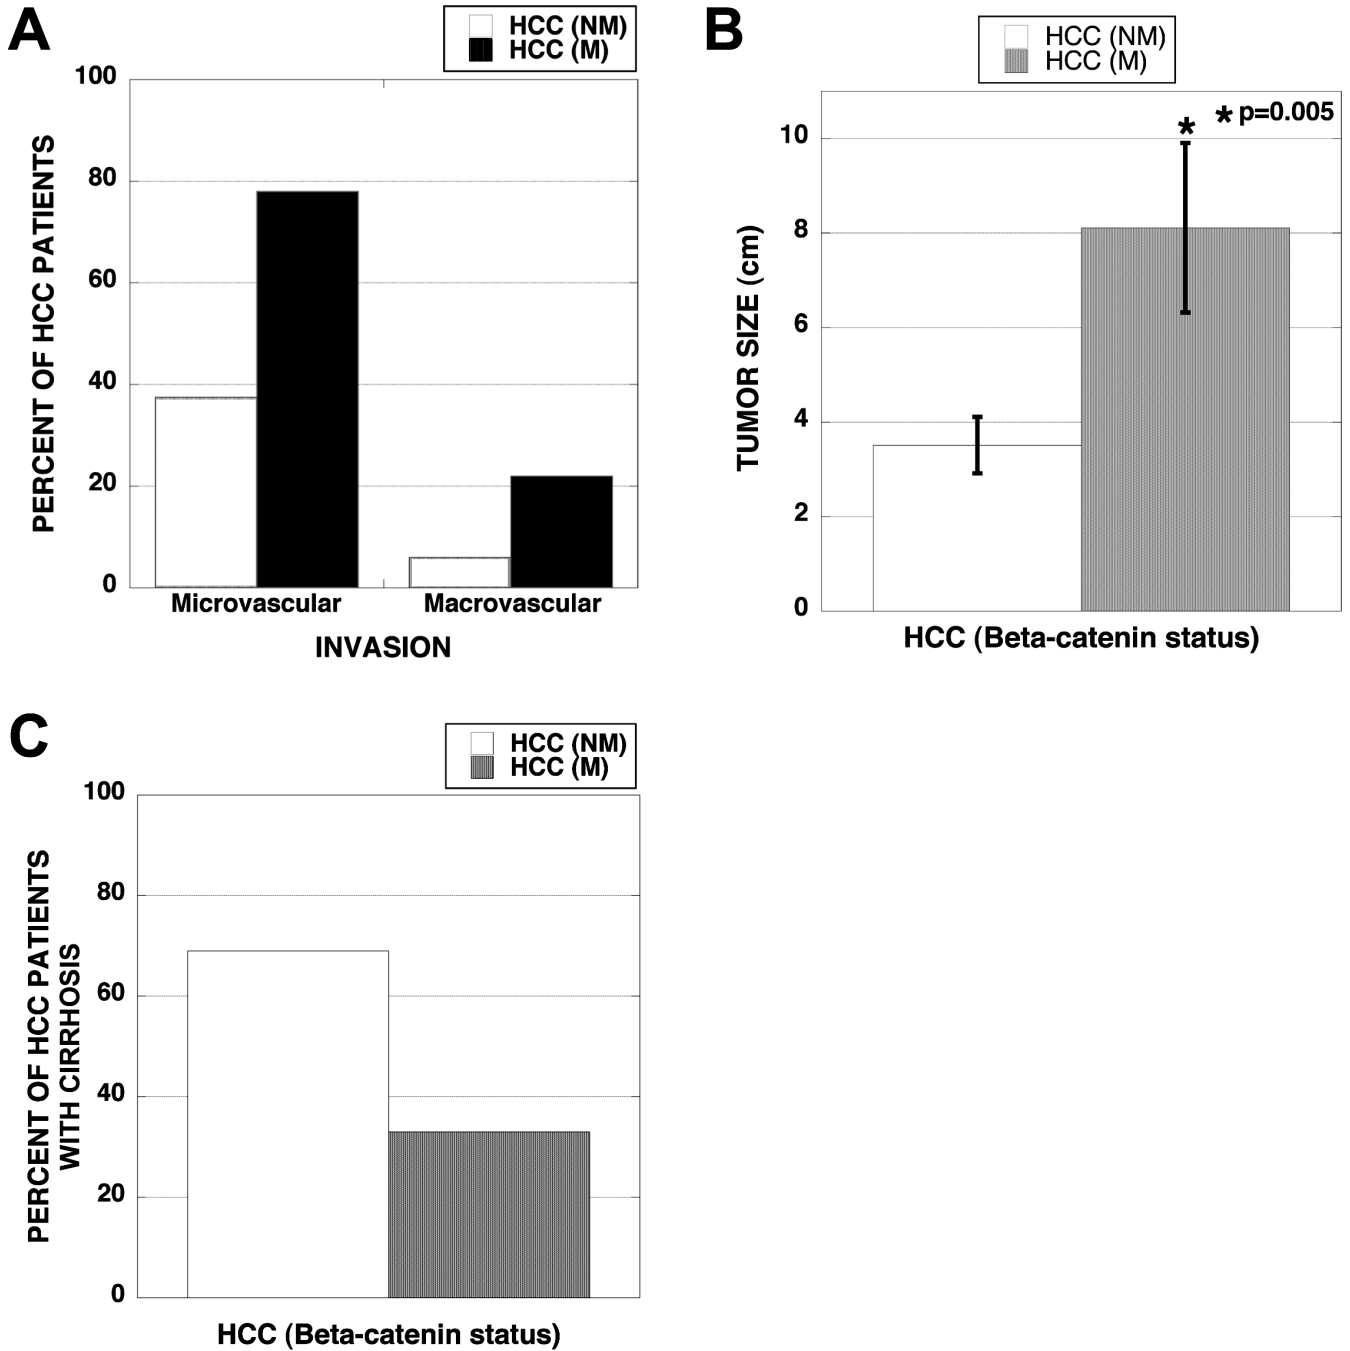 A
HCC (NM)
HCC (M)
100
80
60
40
20
0
PERCENT OF HCC PATIENTS
Microvascular
Macrovascular
INVASION
B
HCC (NM)
HCC (M)
* * p=0.005
10
8
6
4
2
0
TUMOR SIZE (cm)
HCC (Beta-catenin status)
C
HCC (NM)
HCC (M)
100
80
60
40
20
0
PERCENT OF HCC PATIENTS
WITH CIRRHOSIS
HCC (Beta-catenin status)